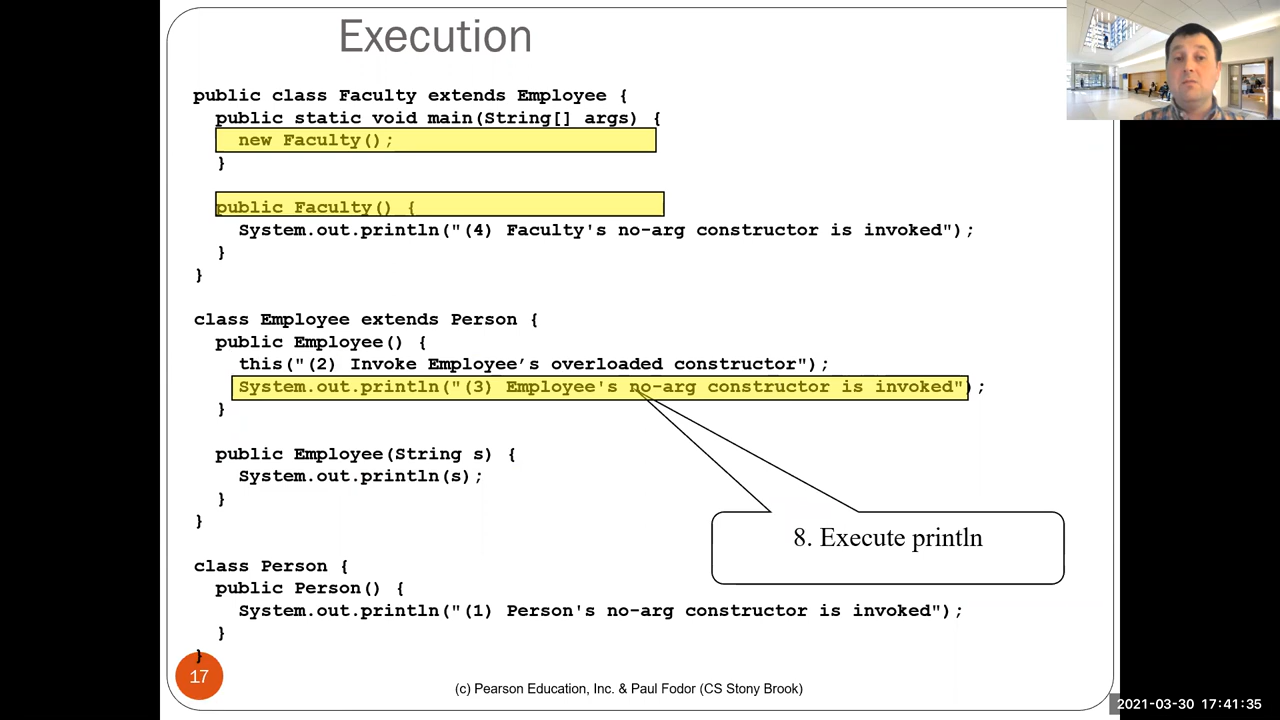 Execution
public class Faculty extends Employee {
public static void main(String[] args) {
new Faculty();
}
public Faculty() {
System.out.println("(4) Faculty's no-arg constructor is invoked");
}
}
class Employee extends Person {
public Employee() {
this("(2) Invoke Employee’s overloaded constructor");
System.out.println("(3) Employee's no-arg constructor is invoked");
}
public Employee(String s) {
System.out.println(s);
}
}
8. Execute println
class Person {
public Person() {
System.out.println("(1) Person's no-arg constructor is invoked");
}
}
17
(c) Pearson Education, Inc. & Paul Fodor (CS Stony Brook)
2021-03-30 17:41:35